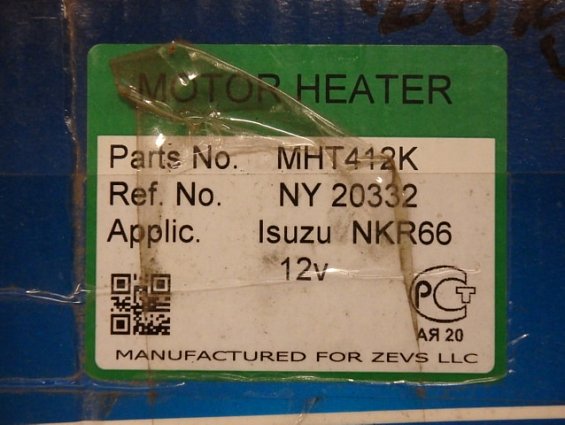 MOTOR HEATER
Parts No. MHT412K
Ref. No. NY 20332
Applic. Isuzu NKR66
12v
РСТ
АЯ 20
MANUFACTURED FOR ZEVS LLC